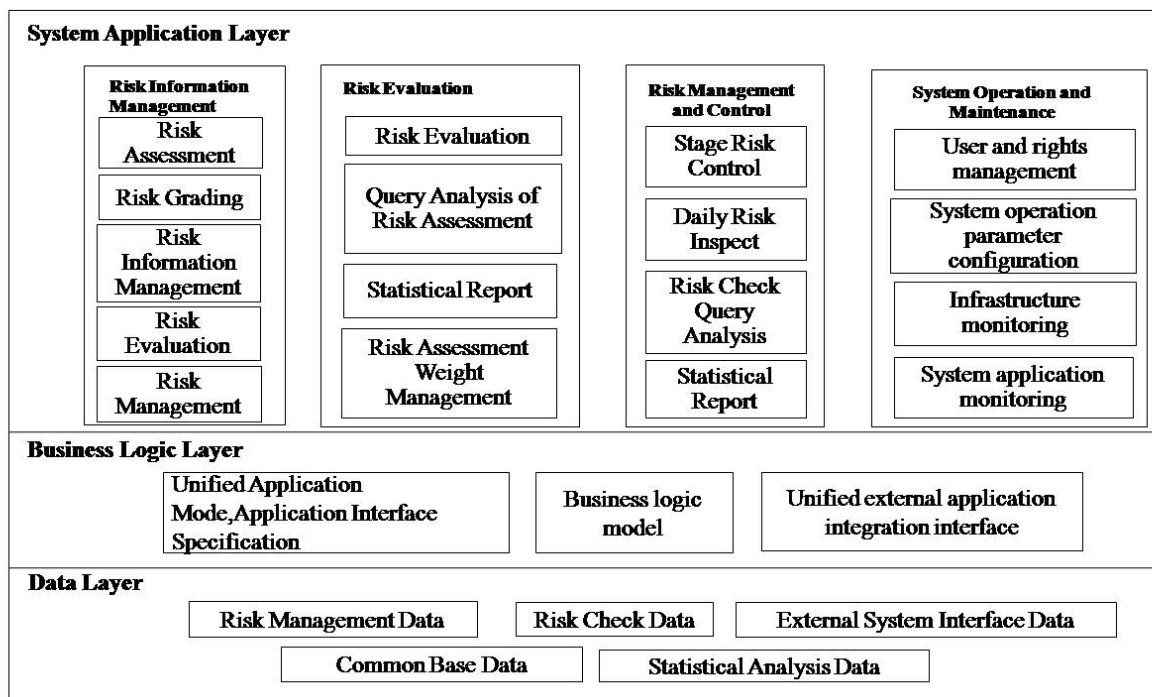 System Application Layer
Risk Information
Management
Risk
Assessment
Risk Grading
Risk
Information
Management
Risk
Evaluation
Risk
Management
Risk Evaluation
Risk Evaluation
Query Analysis of
Risk Assessment
Statistical Report
Risk Assessment
Weight
Management
Risk Management
and Control
Stage Risk
Control
Daily Risk
Inspect
Risk Check
Query
Analysis
Statistical
Report
System Operation and
Maintenance
User and rights
management
System operation
parameter
configuration
Infrastructure
monitoring
System application
monitoring
Business Logic Layer
Unified Application
Mode,Application Interface
Specification
Business logic
model
Unified external application
integration interface
Data Layer
Risk Management Data
Risk Check Data
External System Interface Data
Common Base Data
Statistical Analysis Data